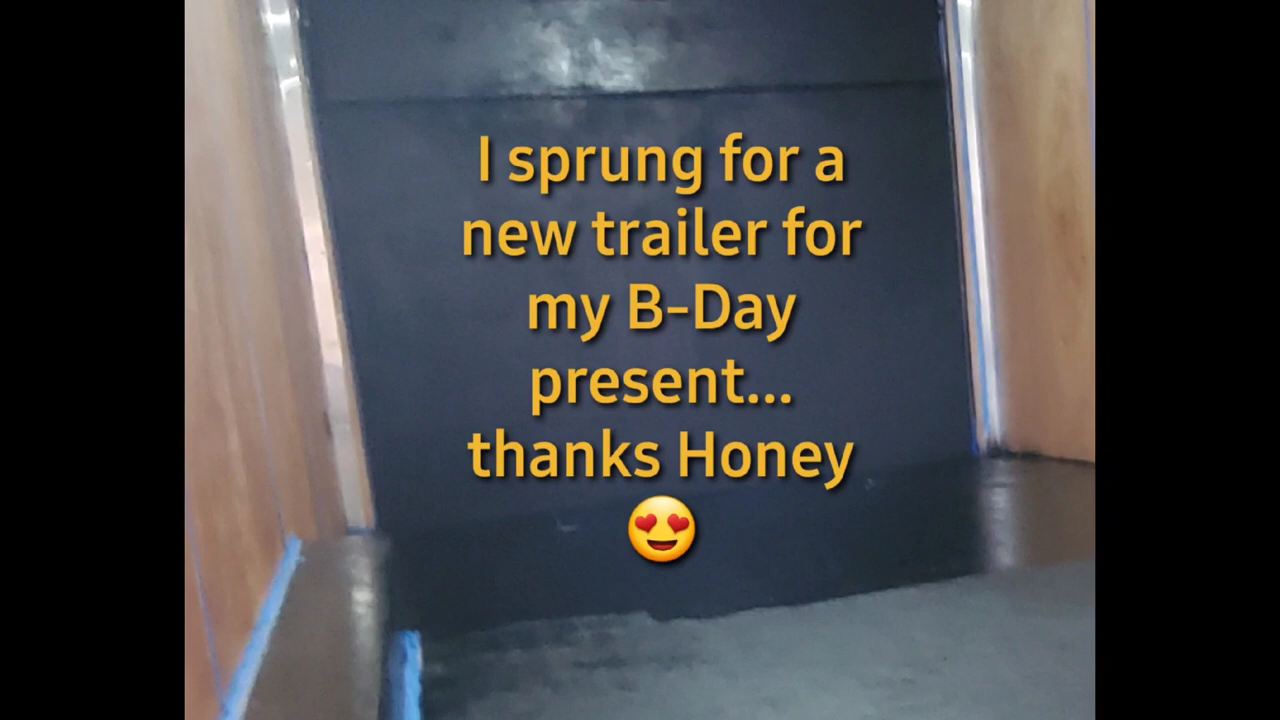 I sprung for a
new trailer for
my B-Day
present...
thanks Honey
😍